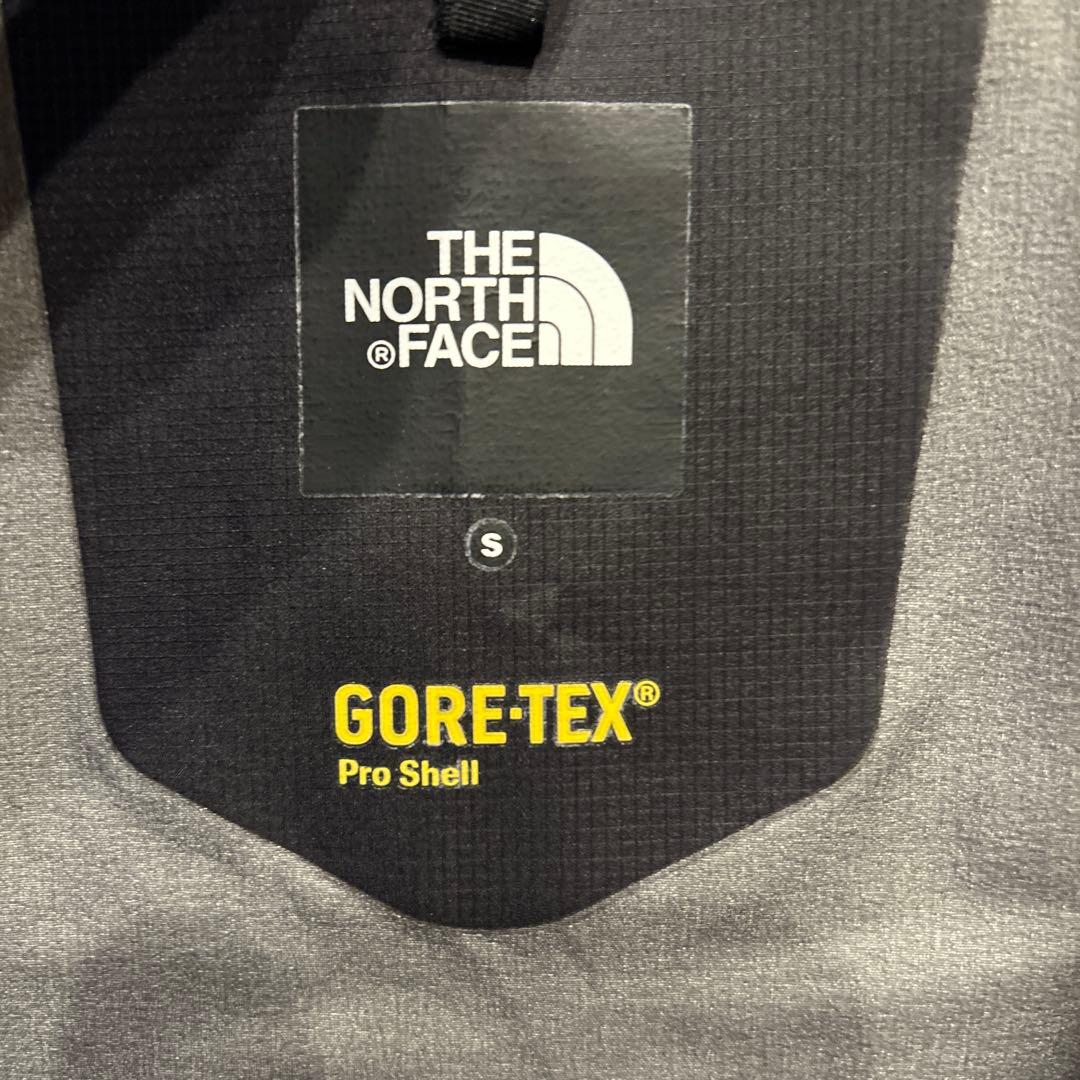 THE
NORTH
®FACE
S
GORE-TEX®
Pro Shell